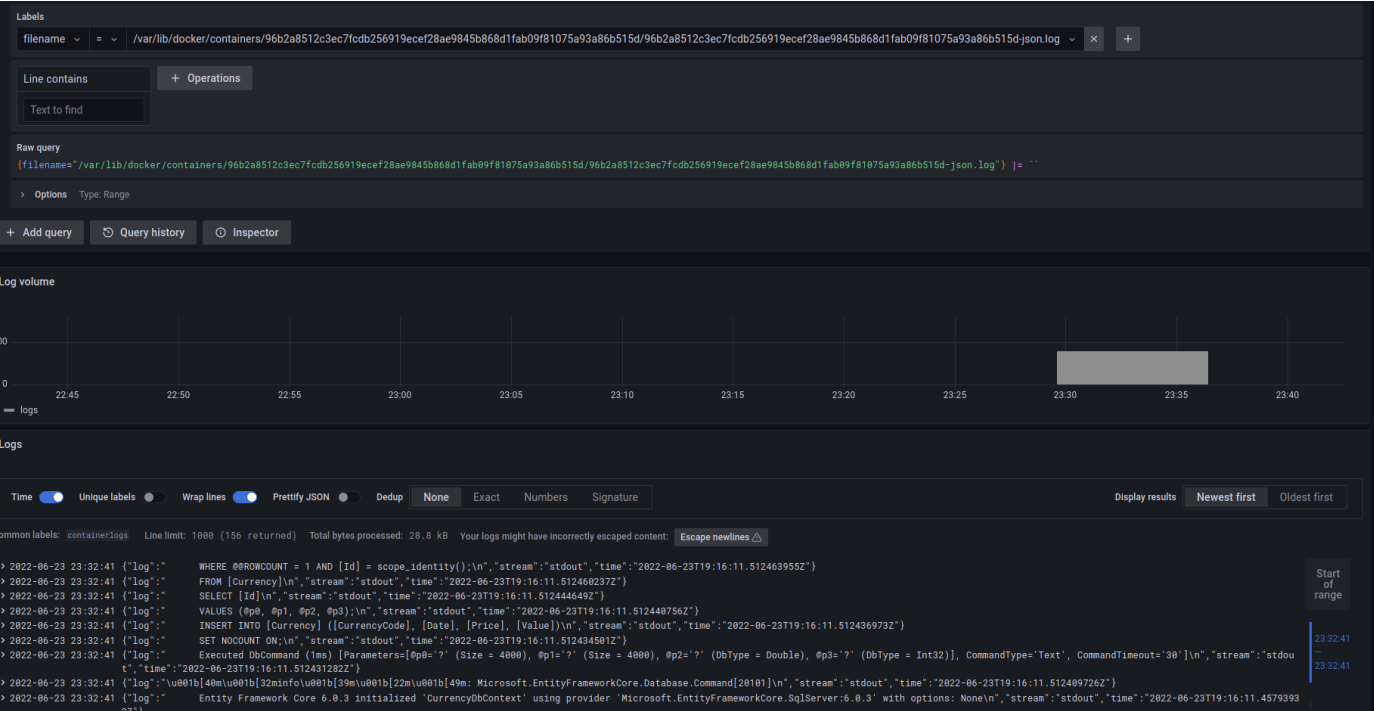 Labels
filename = /var/lib/docker/containers/96b2a8512c3ec7fcdb256919ecef28ae9845b868d1fab09f81075a93a86b515d/96b2a8512c3ec7fcdb256919ecef28ae9845b868d1fab09f81075a93a86b515d-json.log × +
Line contains + Operations
Text to find
Raw query
{filename="/var/lib/docker/containers/96b2a8512c3ec7fcdb256919ecef28ae9845b868d1fab09f81075a93a86b515d/96b2a8512c3ec7fcdb256919ecef28ae9845b868d1fab09f81075a93a86b515d-json.log"} |= ``
> Options Type: Range
+ Add query Query history Inspector
Log volume
00
0
22:45 22:50 22:55 23:00 23:05 23:10 23:15 23:20 23:25 23:30 23:35 23:40
logs
Logs
Time Unique labels Wrap lines Prettify JSON Dedup None Exact Numbers Signature Display results Newest first Oldest first
ommon labels: containerlogs Line limit: 1000 (156 returned) Total bytes processed: 28.8 kB Your logs might have incorrectly escaped content: Escape newlines
> 2022-06-23 23:32:41 {"log":" WHERE @@ROWCOUNT = 1 AND [Id] = scope_identity();\n","stream":"stdout","time":"2022-06-23T19:16:11.512463955Z"}
> 2022-06-23 23:32:41 {"log":" FROM [Currency]\n","stream":"stdout","time":"2022-06-23T19:16:11.512460237Z"}
> 2022-06-23 23:32:41 {"log":" SELECT [Id]\n","stream":"stdout","time":"2022-06-23T19:16:11.512444649Z"}
> 2022-06-23 23:32:41 {"log":" VALUES (@p0, @p1, @p2, @p3);\n","stream":"stdout","time":"2022-06-23T19:16:11.512440756Z"}
> 2022-06-23 23:32:41 {"log":" INSERT INTO [Currency] ([CurrencyCode], [Date], [Price], [Value])\n","stream":"stdout","time":"2022-06-23T19:16:11.512436973Z"}
> 2022-06-23 23:32:41 {"log":" SET NOCOUNT ON;\n","stream":"stdout","time":"2022-06-23T19:16:11.512434501Z"}
> 2022-06-23 23:32:41 {"log":" Executed DbCommand (1ms) [Parameters=[@p0='?' (Size = 4000), @p1='?' (Size = 4000), @p2='?' (DbType = Double), @p3='?' (DbType = Int32)], CommandType='Text', CommandTimeout='30']\n","stream":"stdou
t","time":"2022-06-23T19:16:11.512431282Z"}
> 2022-06-23 23:32:41 {"log":"\u001b[40m\u001b[32minfo\u001b[39m\u001b[22m\u001b[49m: Microsoft.EntityFrameworkCore.Database.Command[20101]\n","stream":"stdout","time":"2022-06-23T19:16:11.512409726Z"}
> 2022-06-23 23:32:41 {"log":" Entity Framework Core 6.0.3 initialized 'CurrencyDbContext' using provider 'Microsoft.EntityFrameworkCore.SqlServer:6.0.3' with options: None\n","stream":"stdout","time":"2022-06-23T19:16:11.4579393
Start
of
range
23:32:41
—
23:32:41